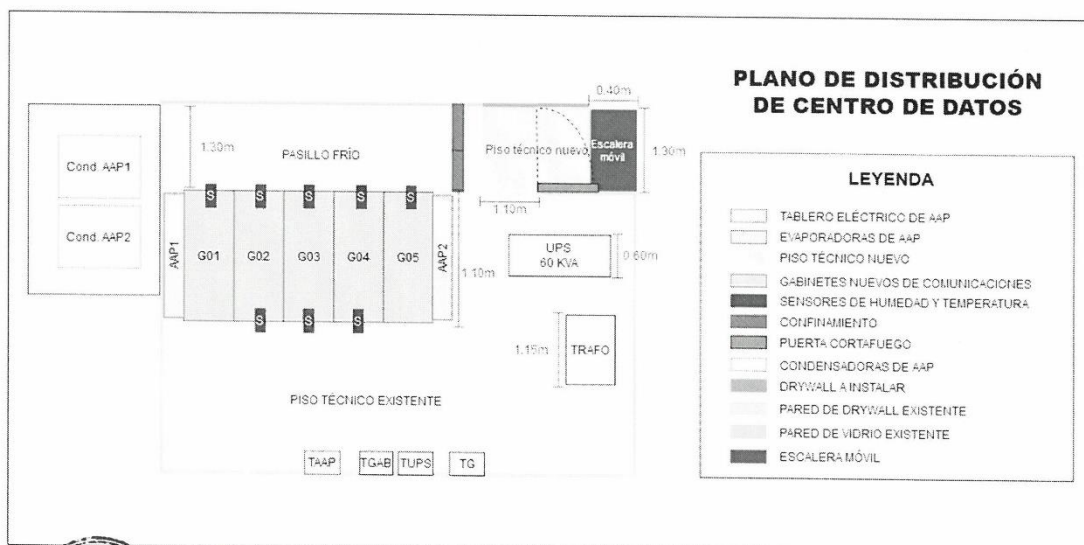 PLANO DE DISTRIBUCIÓN
DE CENTRO DE DATOS
0.40m
Cond. AAP1
Cond. AAP2
1.30m
PASILLO FRÍO
Piso técnico nuevo
Escalera
móvil
1.30m
1.10m
S
S
S
S
S
AAP1
G01
G02
G03
G04
G05
AAP2
1.10m
UPS
60 KVA
0.60m
S
S
S
1.15m
TRAFO
PISO TÉCNICO EXISTENTE
TAAP
TGAB
TUPS
TG
LEYENDA
TABLERO ELÉCTRICO DE AAP
EVAPORADORAS DE AAP
PISO TÉCNICO NUEVO
GABINETES NUEVOS DE COMUNICACIONES
SENSORES DE HUMEDAD Y TEMPERATURA
CONFINAMIENTO
PUERTA CORTAFUEGO
CONDENSADORAS DE AAP
DRYWALL A INSTALAR
PARED DE DRYWALL EXISTENTE
PARED DE VIDRIO EXISTENTE
ESCALERA MÓVIL